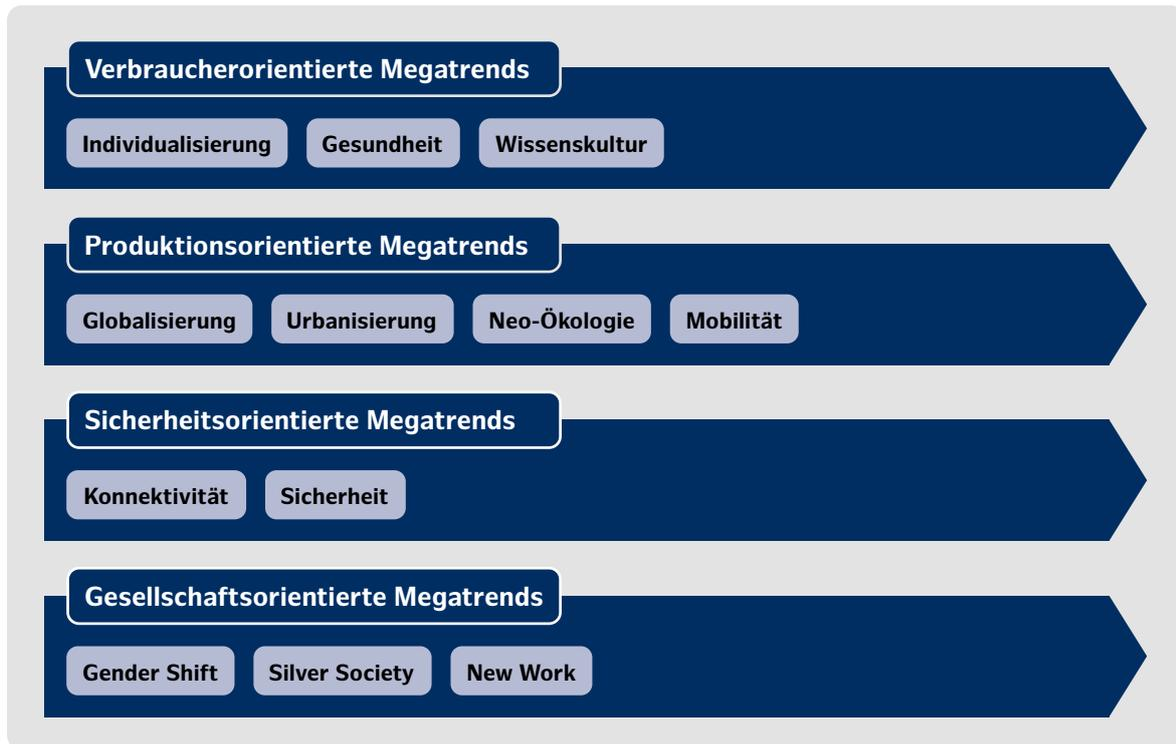 Verbraucherorientierte Megatrends
Individualisierung Gesundheit Wissenskultur
Produktionsorientierte Megatrends
Globalisierung Urbanisierung Neo-Ökologie Mobilität
Sicherheitsorientierte Megatrends
Konnektivität Sicherheit
Gesellschaftsorientierte Megatrends
Gender Shift Silver Society New Work